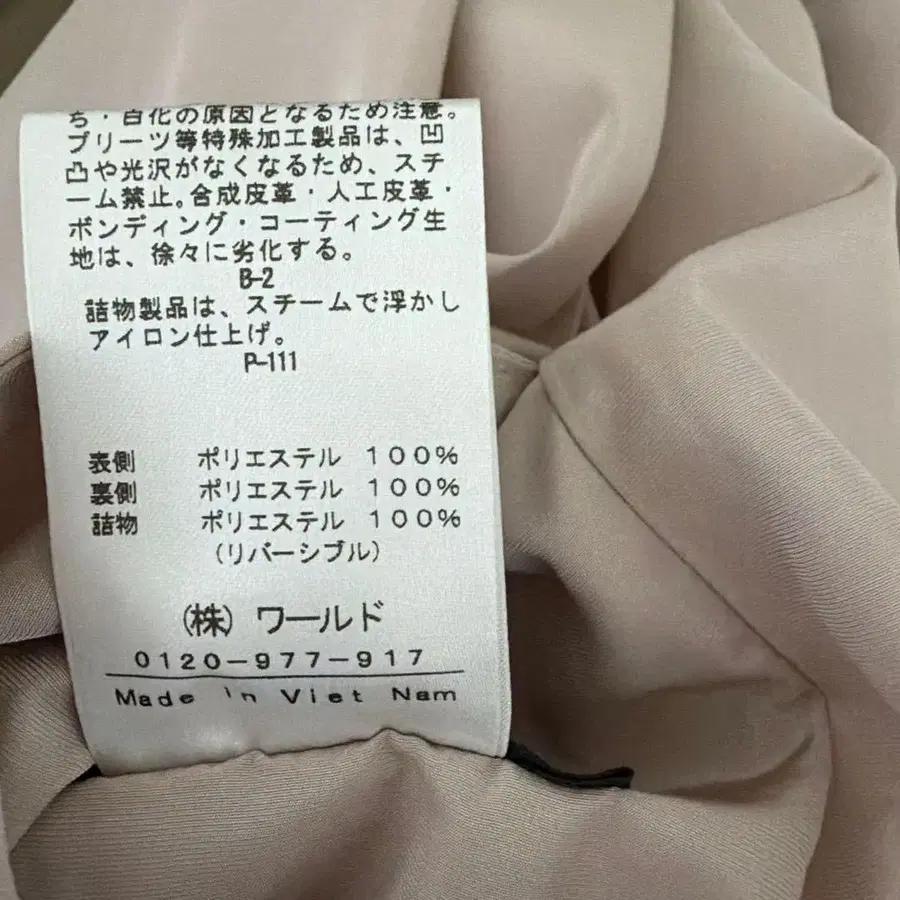 ち・白化の原因となるため注意。
プリーツ等特殊加工製品は、凹
凸や光沢がなくなるため、スチ
ーム禁止。合成皮革・人工皮革・
ボンディング・コーティング生
地は、徐々に劣化する。
B-2
詰物製品は、スチームで浮かし
アイロン仕上げ。
P-111
表側 ポリエステル 100%
裏側 ポリエステル 100%
詰物 ポリエステル 100%
(リバーシブル)
(株) ワールド
0120-977-917
Made in Viet Nam